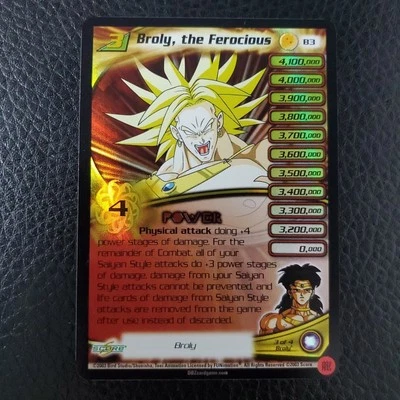 Broly, the Ferocious
B3
4,100,000
4,000,000
3,900,000
3,800,000
3,700,000
3,600,000
3,500,000
3,400,000
3,300,000
3,200,000
0,000
4
POWER
Physical attack doing +4
power stages of damage. For the
remainder of Combat, all of your
Saiyan Style attacks do +3 power stages
of damage, damage from your Saiyan
Style attacks cannot be prevented, and
life cards of damage from Saiyan Style
attacks are removed from the game
after use instead of discarded.
3 of 4
Broly
SCORE
Broly